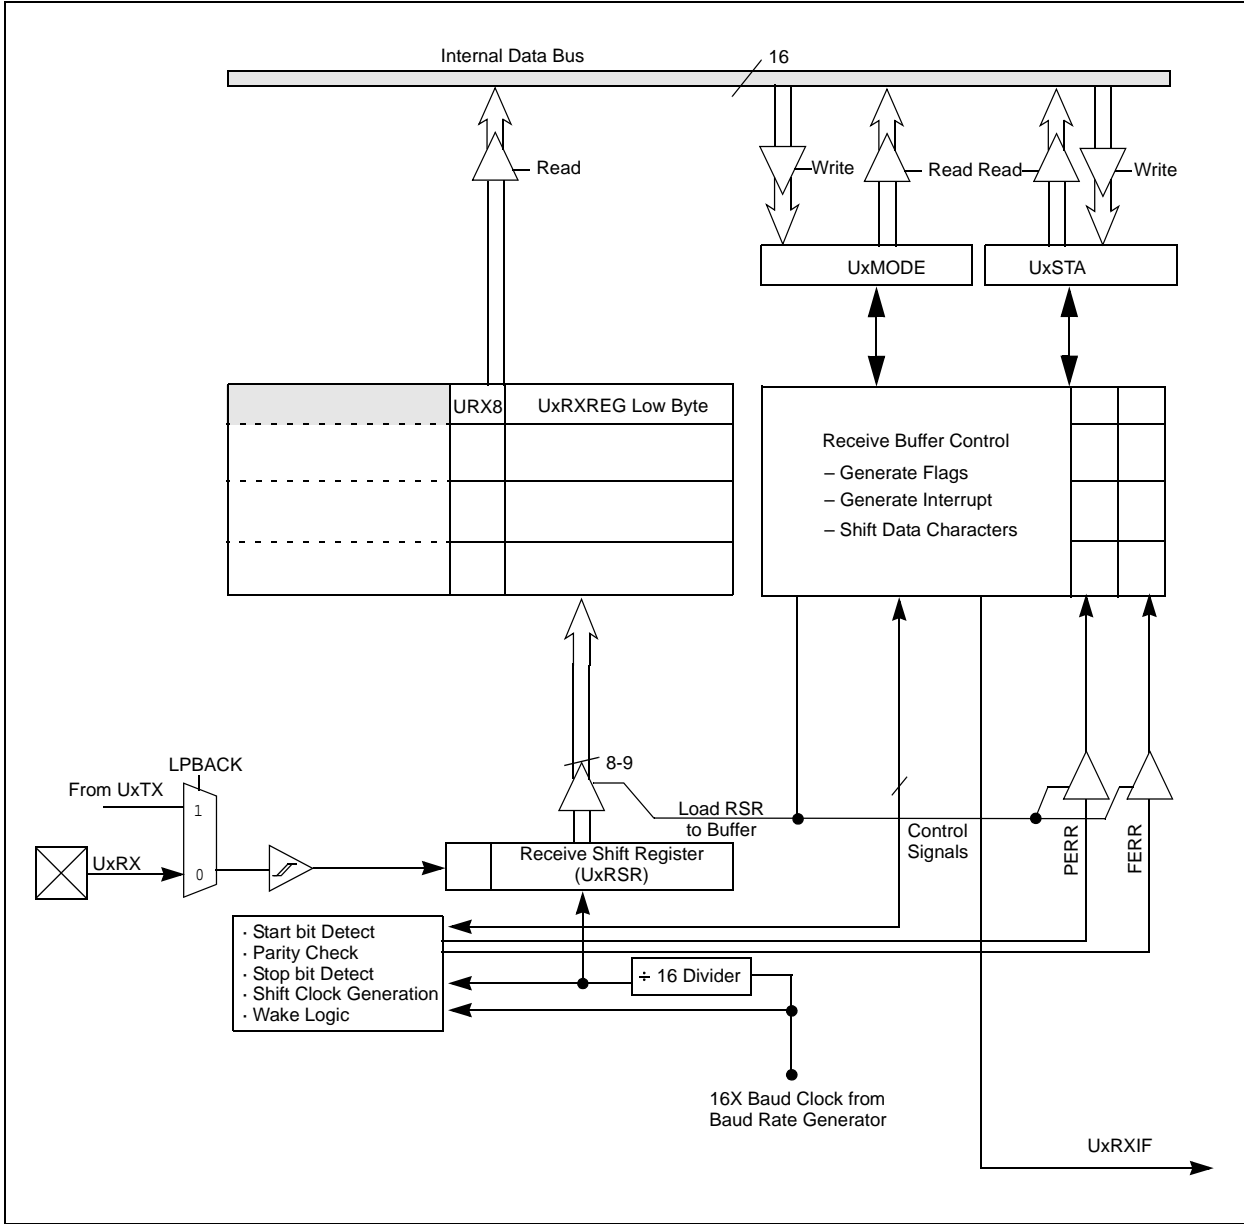 Internal Data Bus
16
Read
Write
Read Read
Write
UxMODE
UxSTA
URX8
UxRXREG Low Byte
Receive Buffer Control
– Generate Flags
– Generate Interrupt
– Shift Data Characters
8-9
LPBACK
From UxTX
1
UxRX
0
Load RSR
to Buffer
Control
Signals
PERR
FERR
Receive Shift Register
(UxRSR)
· Start bit Detect
· Parity Check
· Stop bit Detect
· Shift Clock Generation
· Wake Logic
÷ 16 Divider
16X Baud Clock from
Baud Rate Generator
UxRXIF